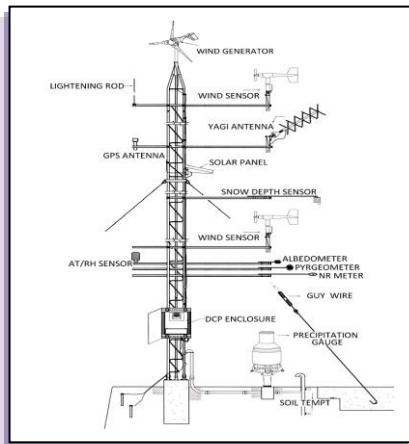 WIND GENERATOR
LIGHTENING ROD
WIND SENSOR
YAGI ANTENNA
GPS ANTENNA
SOLAR PANEL
SNOW DEPTH SENSOR
WIND SENSOR
ALBEDOMETER
AT/RH SENSOR
PYRGEOMETER
NR METER
GUY WIRE
DCP ENCLOSURE
PRECIPITATION
GAUGE
SOIL TEMPT